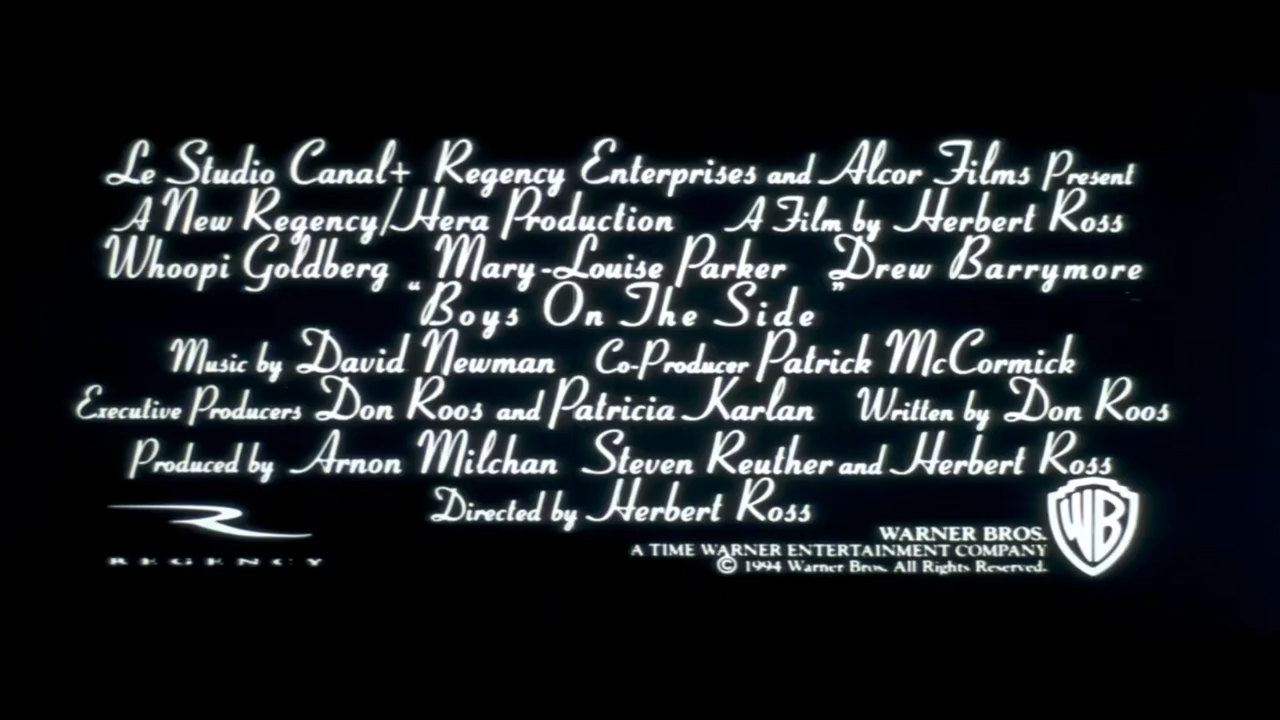 Le Studio Canal+ Regency Enterprises and Alcor Films Present
A New Regency/Hera Production A Film by Herbert Ross
Whoopi Goldberg Mary-Louise Parker Drew Barrymore
"Boys On The Side"
Music by David Newman Co-Producer Patrick McCormick
Executive Producers Don Roos and Patricia Karlan Written by Don Roos
Produced by Arnon Milchan Steven Reuther and Herbert Ross
Directed by Herbert Ross
REGENCY
WARNER BROS.
A TIME WARNER ENTERTAINMENT COMPANY
© 1994 Warner Bros. All Rights Reserved.
WB